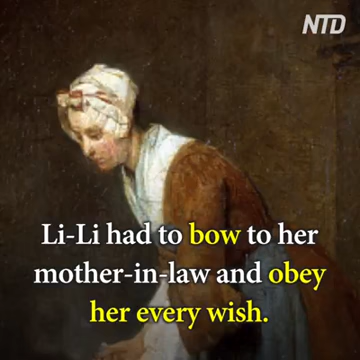 NTD
Li-Li had to bow to her
mother-in-law and obey
her every wish.